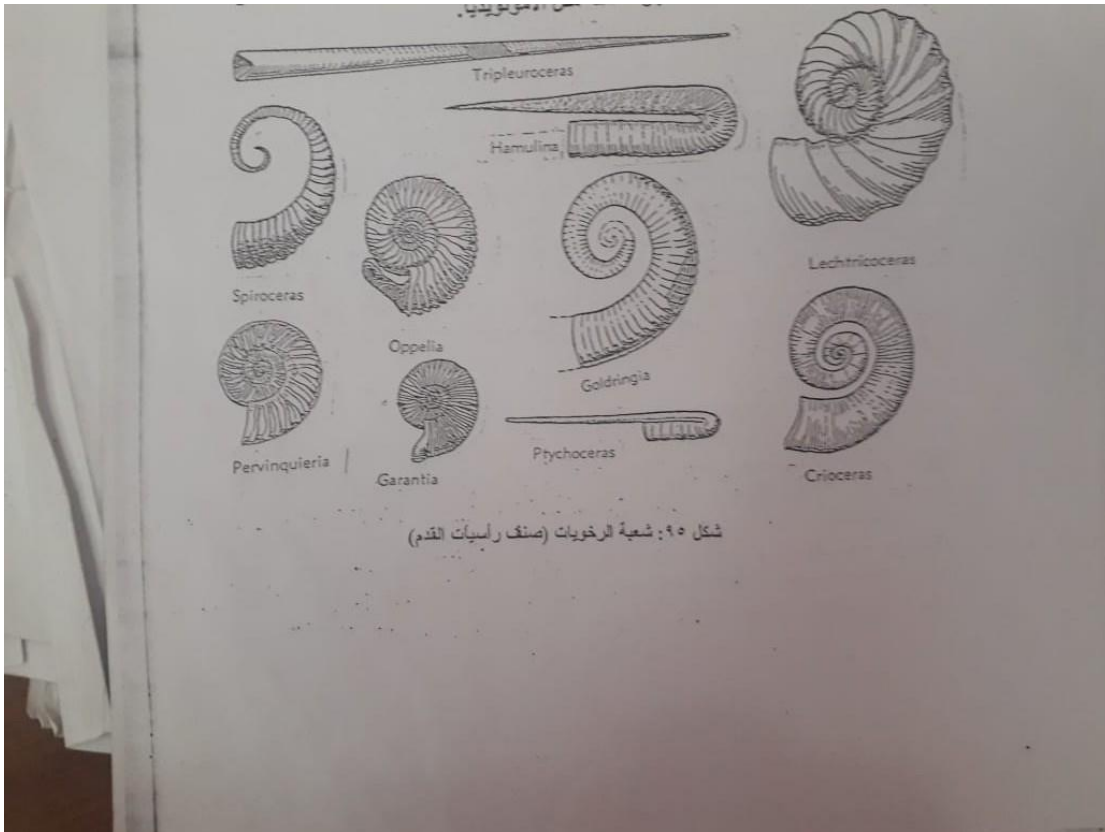 Tripleuroceras
Hamulina
Lechtricoceras
Spiroceras
Oppelia
Goldringia
Pervinquieria
Garantia
Ptychoceras
Crioceras
شكل ٩٥: شعبة الرخويات (صنف رأسيات القدم)